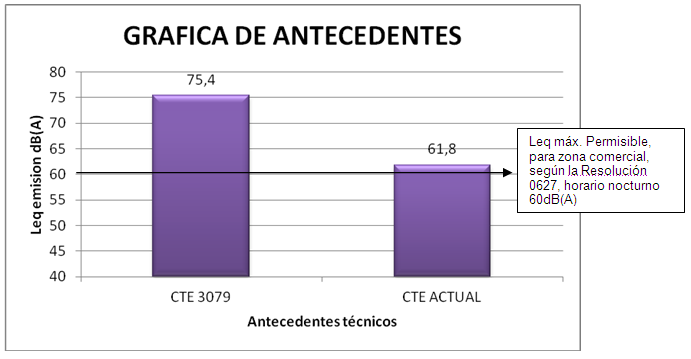 GRAFICA DE ANTECEDENTES
Leq emision dB(A)
80
75
70
65
60
55
50
45
40
75,4
61,8
CTE 3079
CTE ACTUAL
Antecedentes técnicos
Leq máx. Permisible,
para zona comercial,
según la Resolución
0627, horario nocturno
60dB(A)